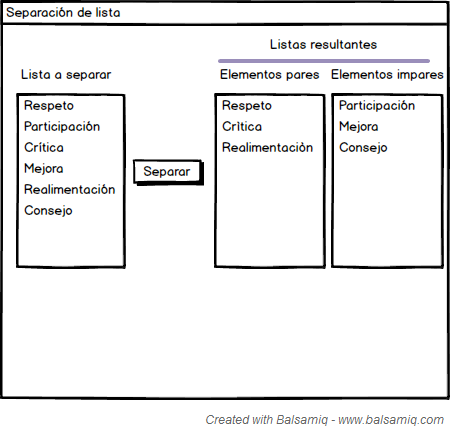 Separación de lista
Listas resultantes
Lista a separar
Elementos pares
Elementos impares
Respeto
Participación
Crítica
Mejora
Realimentación
Consejo
Separar
Respeto
Crítica
Realimentación
Participación
Mejora
Consejo
Created with Balsamiq - www.balsamiq.com